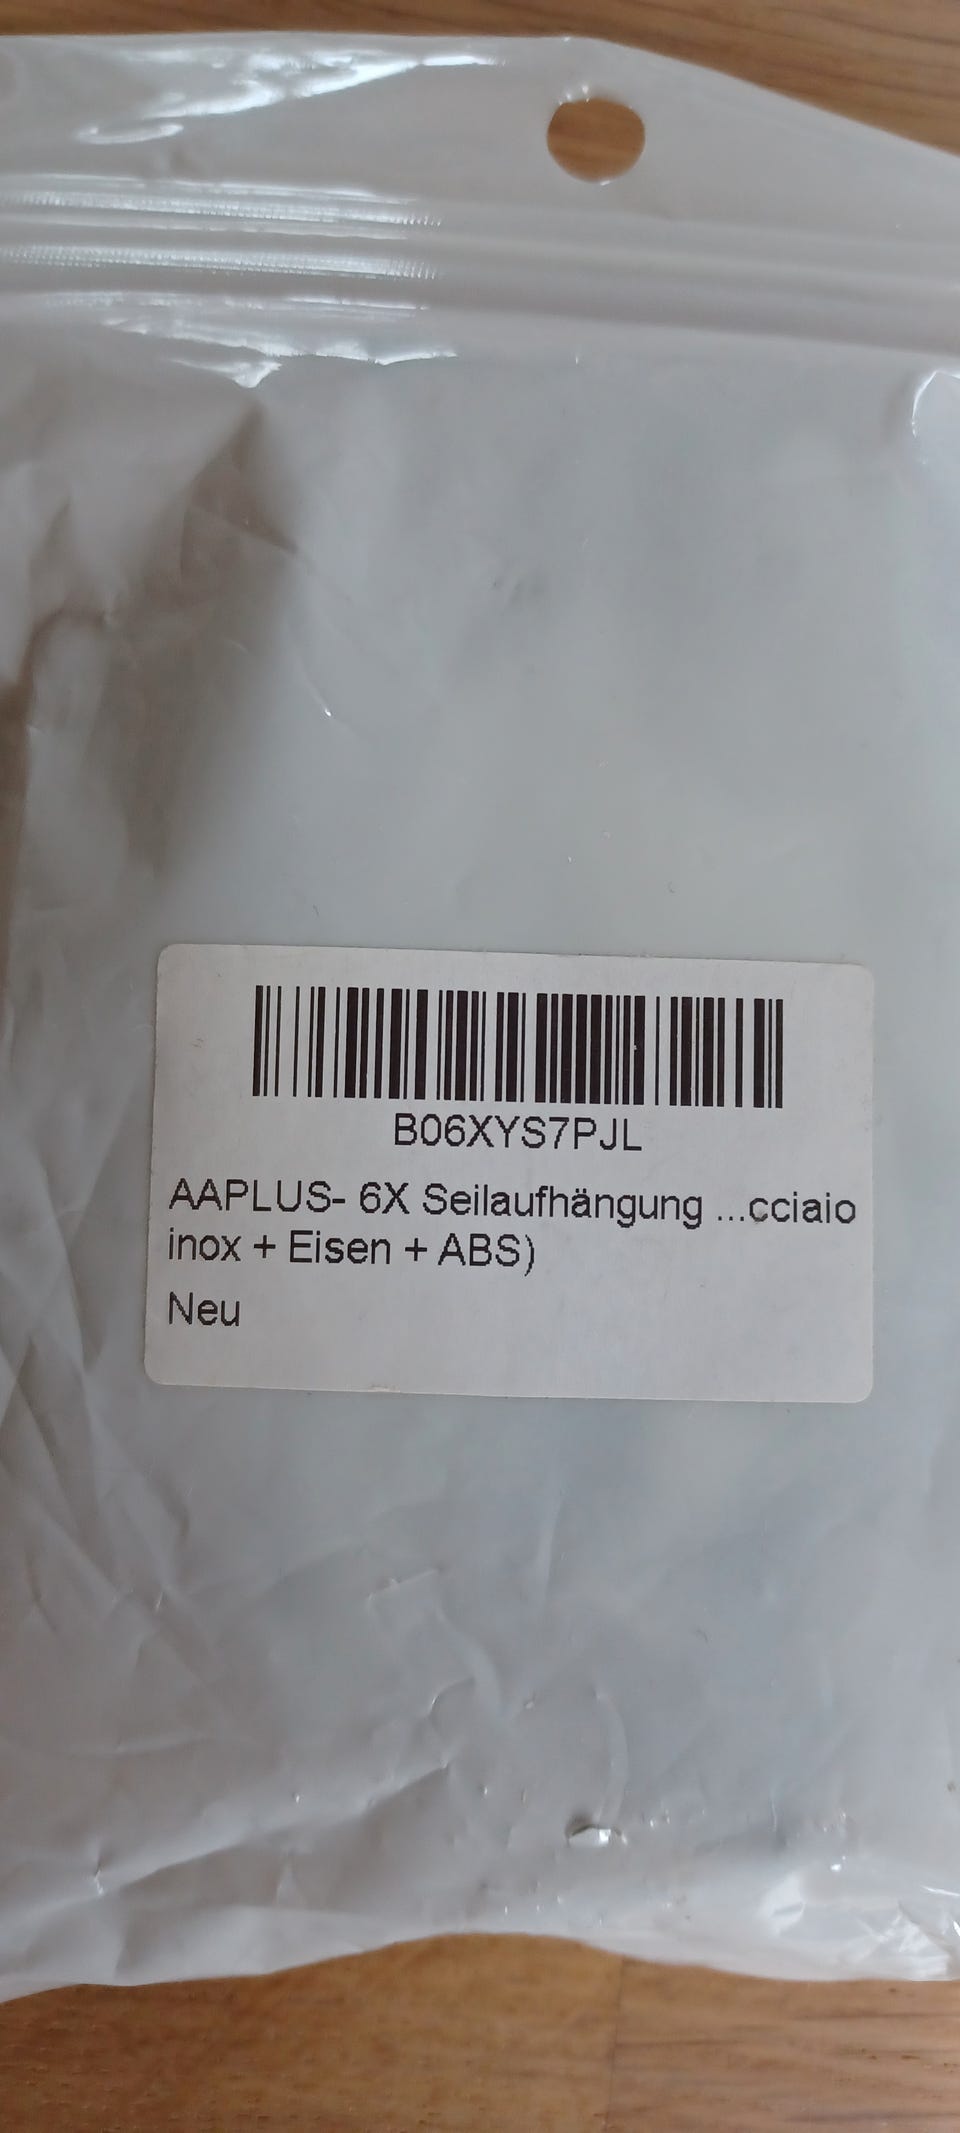 B06XYS7PJL
AAPLUS- 6X Seilaufhängung ...cciaio
inox + Eisen + ABS)
Neu